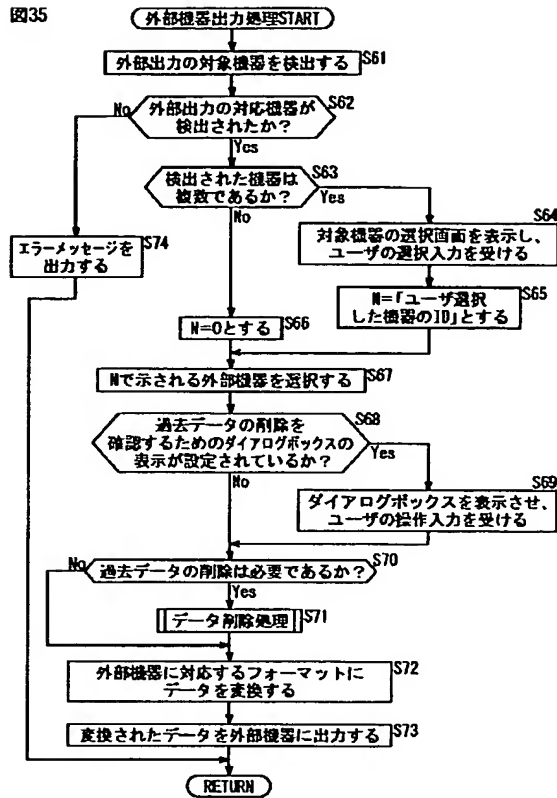 図35
外部機器出力処理START
外部出力の対象機器を検出する
S61
外部出力の対応機器が
検出されたか?
S62
No
Yes
検出された機器は
複数であるか?
S63
Yes
No
エラーメッセージを
出力する
S74
対象機器の選択画面を表示し、
ユーザの選択入力を受ける
S64
N=「ユーザ選択
した機器のID」とする
S65
N=0とする
S66
Nで示される外部機器を選択する
S67
過去データの削除を
確認するためのダイアログボックスの
表示が設定されているか?
S68
Yes
No
ダイアログボックスを表示させ、
ユーザの操作入力を受ける
S69
No
過去データの削除は必要であるか?
S70
Yes
データ削除処理
S71
外部機器に対応するフォーマットに
データを変換する
S72
変換されたデータを外部機器に出力する
S73
RETURN